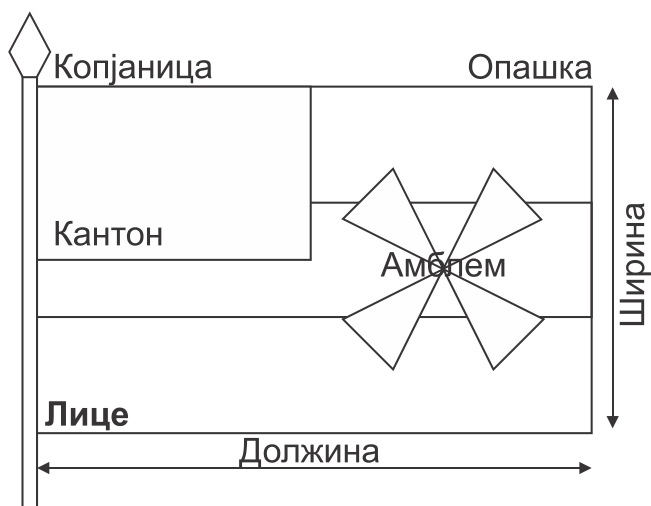 Копјаница
Опашка
Кантон
Амблем
Ширина
Лице
Должина